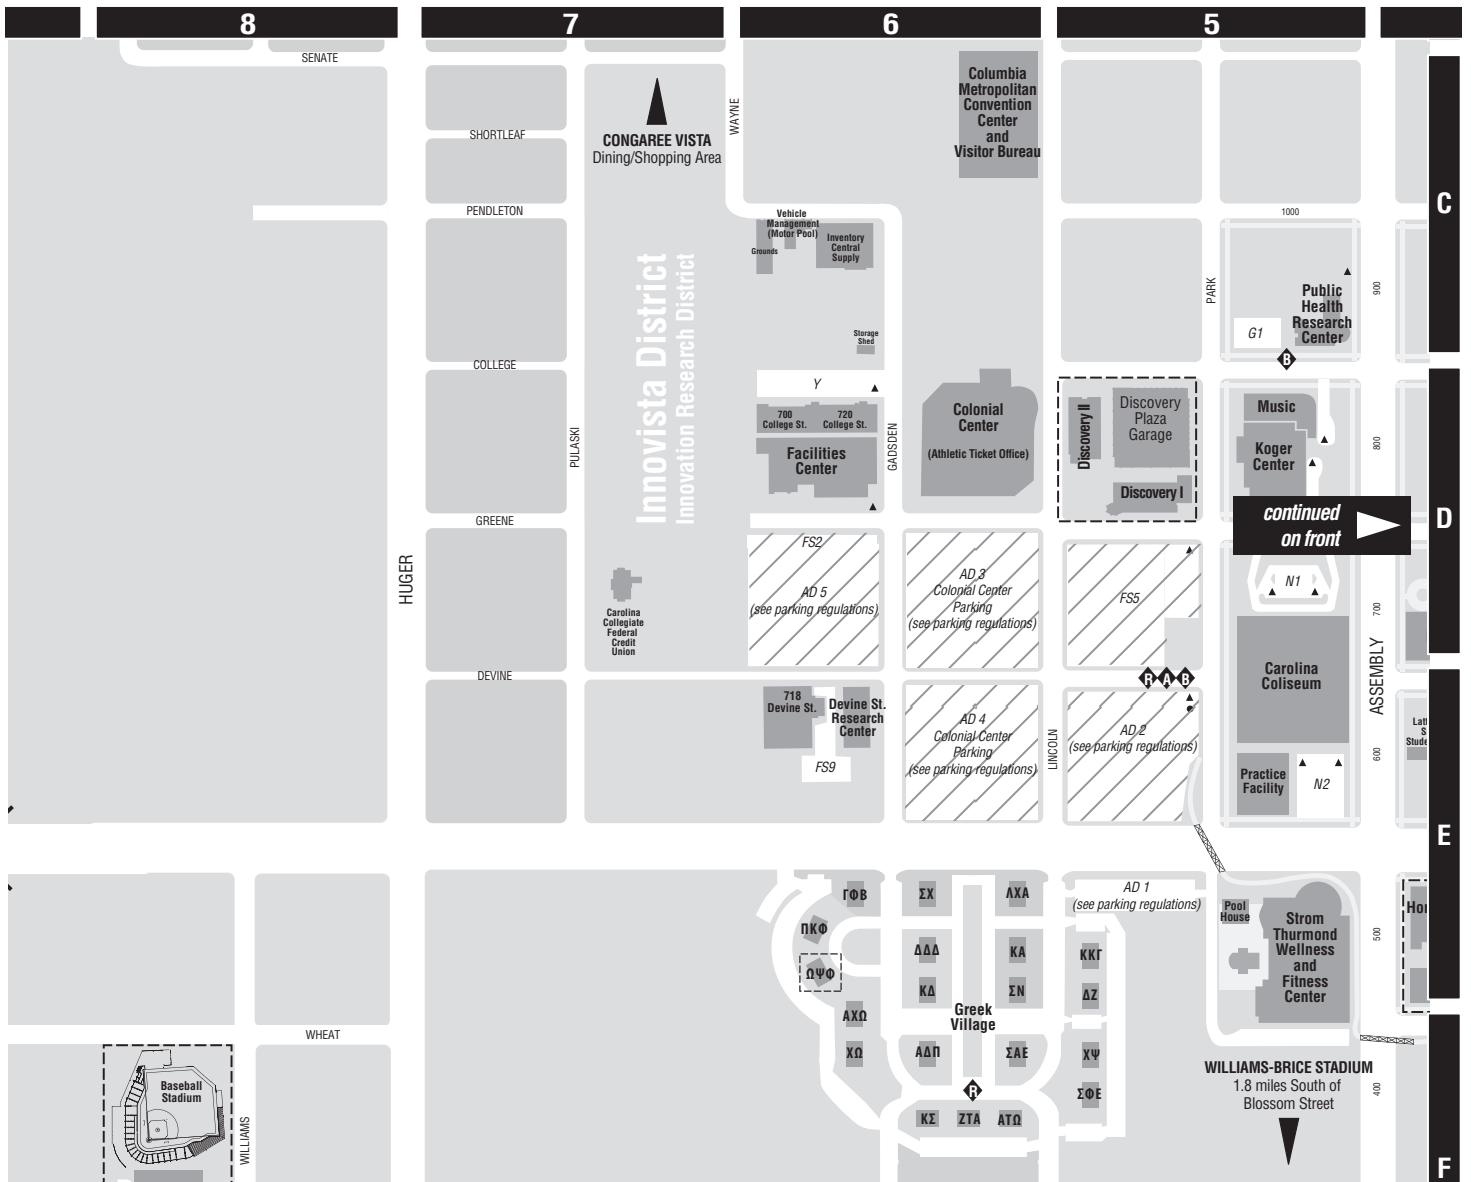 8
7
6
5
SENATE
WAYNE
Columbia
Metropolitan
Convention
Center
and
Visitor Bureau
CONGAREE VISTA
Dining/Shopping Area
SHORTLEAF
C
PENDLETON
1000
Vehicle
Management
(Motor Pool)
Grounds
Inventory
Central
Supply
Innovista District
Innovation Research District
PARK
900
Public
Health
Research
Center
G1
B
Storage
Shed
COLLEGE
Y
700
College St.
720
College St.
Facilities
Center
PULASKI
GADSDEN
Colonial
Center
(Athletic Ticket Office)
Discovery II
Discovery
Plaza
Garage
Discovery I
Music
Koger
Center
800
continued
on front
D
GREENE
HUGER
FS2
AD 5
(see parking regulations)
AD 3
Colonial Center
Parking
(see parking regulations)
FS5
N1
700
Carolina
Collegiate
Federal
Credit
Union
Carolina
Coliseum
ASSEMBLY
DEVINE
R
A
B
718
Devine St.
Devine St.
Research
Center
FS9
AD 4
Colonial Center
Parking
(see parking regulations)
LINCOLN
AD 2
(see parking regulations)
Practice
Facility
N2
600
Latt
S
Stude
E
ΓΦΒ
ΣΧ
ΛΧΑ
AD 1
(see parking regulations)
Pool
House
Strom
Thurmond
Wellness
and
Fitness
Center
500
Hor
ΠΚΦ
ΩΨΦ
ΔΔΔ
ΚΑ
ΚΚΓ
ΚΔ
ΣΝ
ΔΖ
ΑΧΩ
Greek
Village
ΧΩ
ΑΔΠ
ΣΑΕ
ΧΨ
R
ΣΦΕ
ΚΣ
ΖΤΑ
ΑΤΩ
WHEAT
Baseball
Stadium
WILLIAMS
WILLIAMS-BRICE STADIUM
1.8 miles South of
Blossom Street
400
F